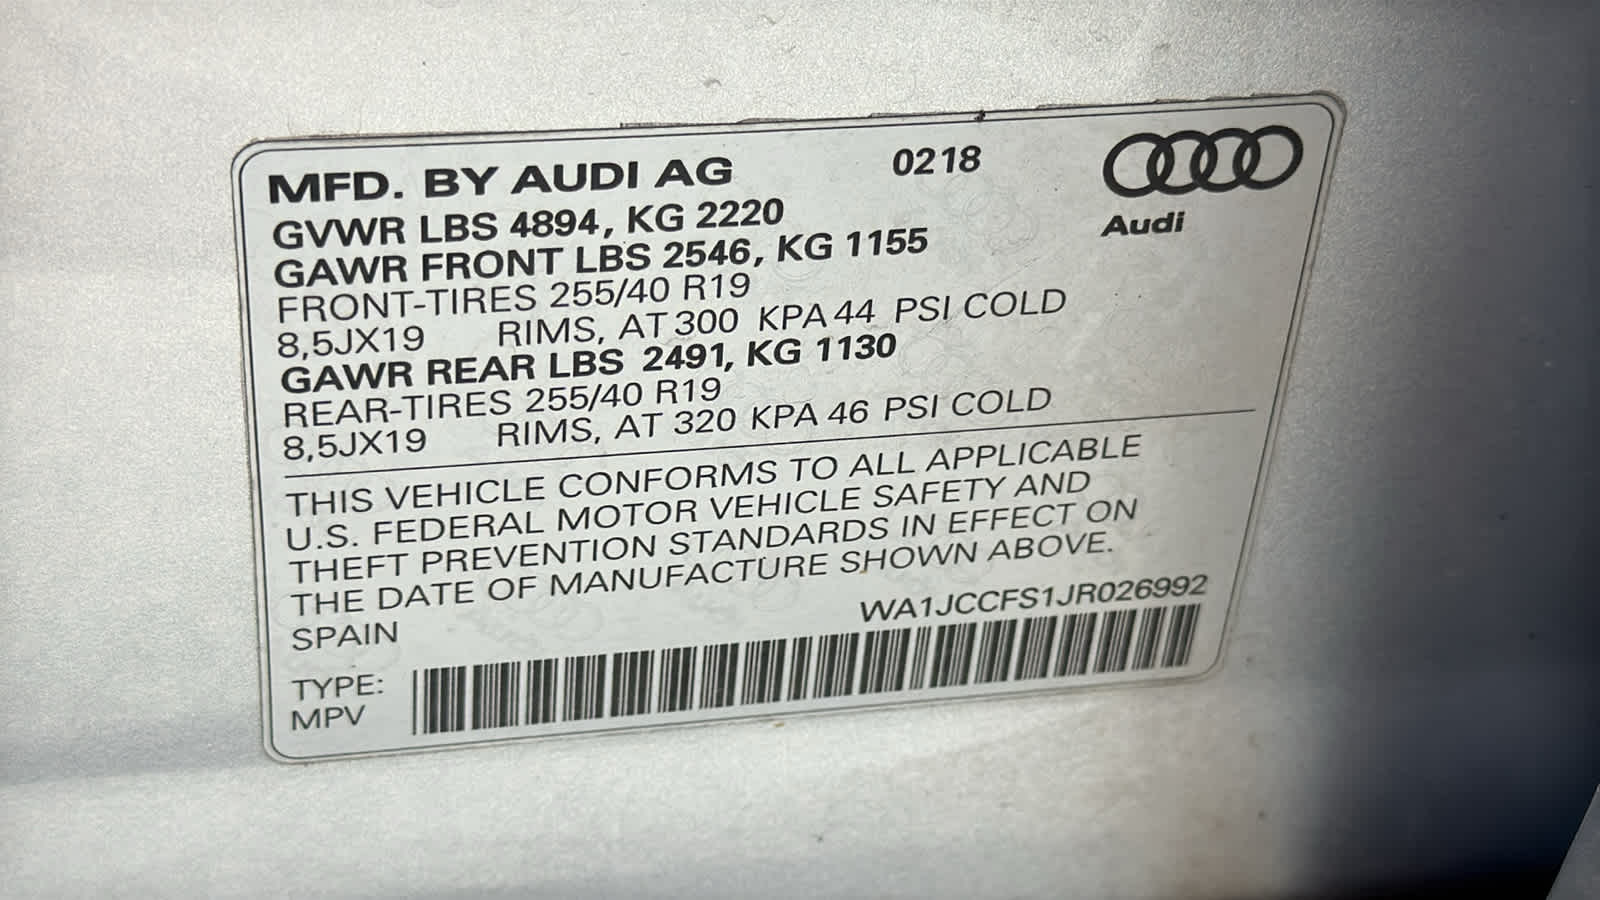 MFD. BY AUDI AG 0218
GVWR LBS 4894, KG 2220
Audi
GAWR FRONT LBS 2546, KG 1155
FRONT-TIRES 255/40 R19
8,5JX19 RIMS, AT 300 KPA 44 PSI COLD
GAWR REAR LBS 2491, KG 1130
REAR-TIRES 255/40 R19
8,5JX19 RIMS, AT 320 KPA 46 PSI COLD
THIS VEHICLE CONFORMS TO ALL APPLICABLE
U.S. FEDERAL MOTOR VEHICLE SAFETY AND
THEFT PREVENTION STANDARDS IN EFFECT ON
THE DATE OF MANUFACTURE SHOWN ABOVE.
SPAIN WA1JCCFS1JR026992
TYPE:
MPV